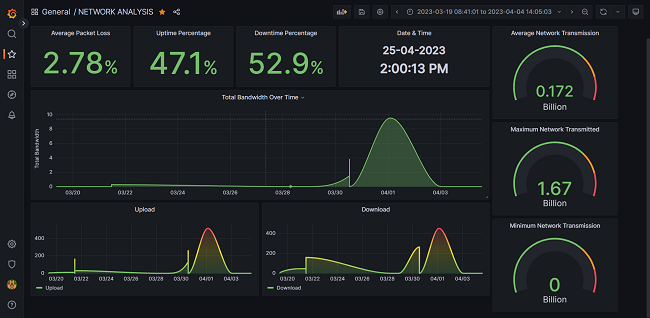 General / NETWORK ANALYSIS
2023-03-19 08:41:01 to 2023-04-04 14:05:03
Average Packet Loss
2.78%
Uptime Percentage
47.1%
Downtime Percentage
52.9%
Date & Time
25-04-2023
2:00:13 PM
Average Network Transmission
0.172
Billion
Total Bandwidth Over Time
Total Bandwidth
10
8
6
4
2
0
03/20 03/22 03/24 03/26 03/28 03/30 04/01 04/03
Maximum Network Transmitted
1.67
Billion
Upload
400
200
0
03/20 03/22 03/24 03/26 03/28 03/30 04/01 04/03
Upload
Download
400
200
0
03/20 03/22 03/24 03/26 03/28 03/30 04/01 04/03
Download
Minimum Network Transmission
0
Billion